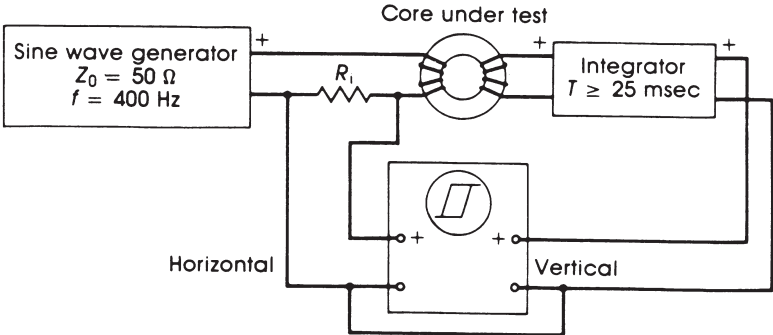 Core under test
+
Sine wave generator
Z₀ = 50 Ω
f = 400 Hz
R₁
+
Integrator
T ≥ 25 msec
+
+
+
Horizontal
Vertical